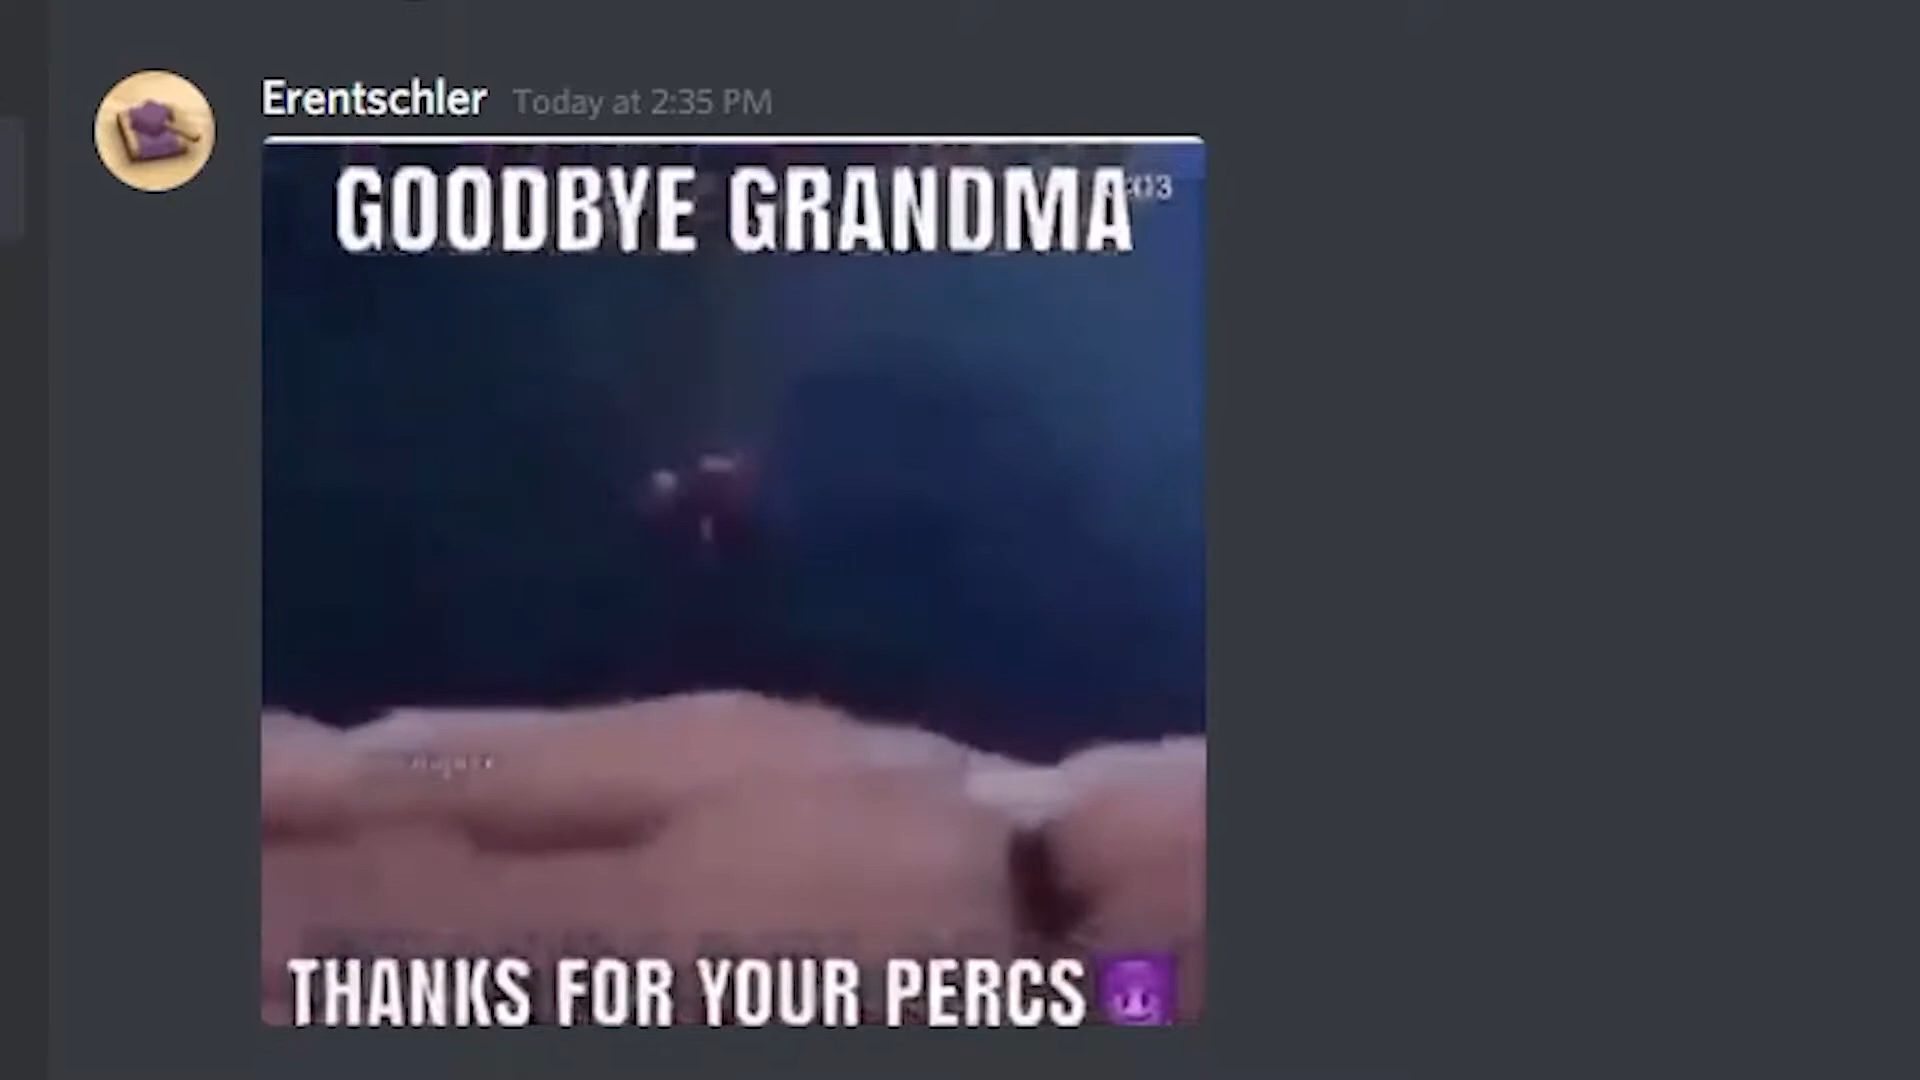 Erentschler Today at 2:35 PM
GOODBYE GRANDMA
THANKS FOR YOUR PERCS 😈